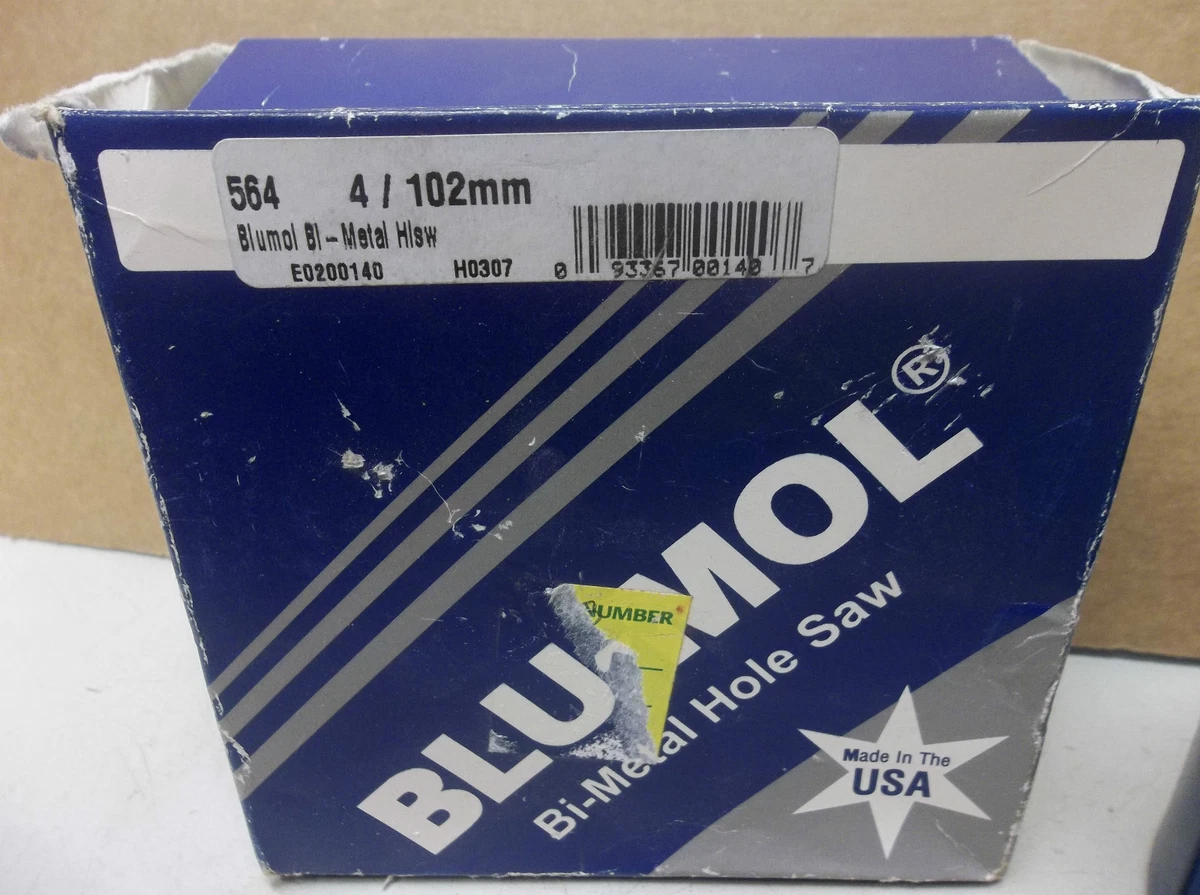 564 4 / 102mm
Blumol Bi-Metal Hlsw
E0200140 H0307
0 93367 00140 7
BLUMOL®
Bi-Metal Hole Saw
NUMBER
Made In The
USA